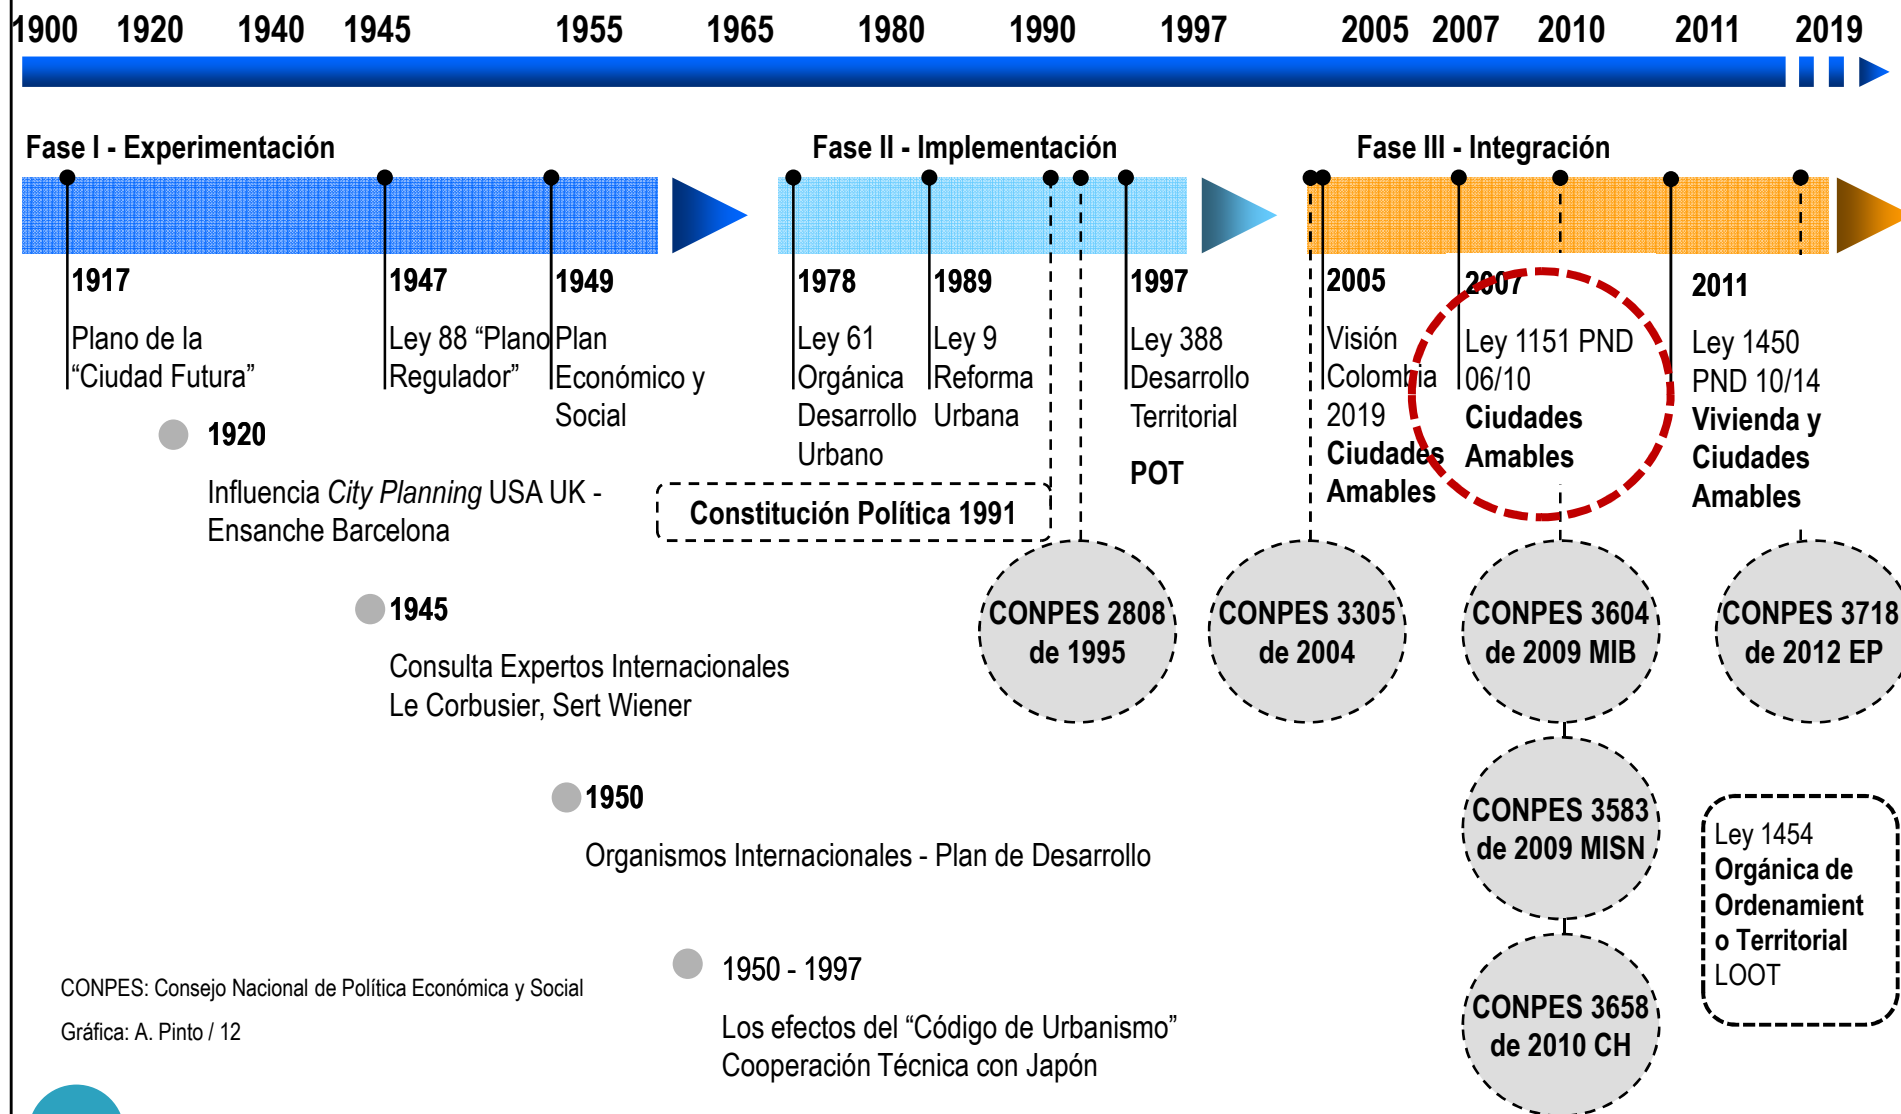 1900 1920 1940 1945 1955 1965 1980 1990 1997 2005 2007 2010 2011 2019
Fase I - Experimentación
Fase II - Implementación
Fase III - Integración
1917
Plano de la
“Ciudad Futura”
1947
Ley 88 “Plano
Regulador”
1949
Plan
Económico y
Social
1978
Ley 61
Orgánica
Desarrollo
Urbano
1989
Ley 9
Reforma
Urbana
1997
Ley 388
Desarrollo
Territorial
POT
2005
Visión
Colombia
2019
Ciudades
Amables
2007
Ley 1151 PND
06/10
Ciudades
Amables
2011
Ley 1450
PND 10/14
Vivienda y
Ciudades
Amables
1920
Influencia City Planning USA UK -
Ensanche Barcelona
Constitución Política 1991
1945
Consulta Expertos Internacionales
Le Corbusier, Sert Wiener
CONPES 2808
de 1995
CONPES 3305
de 2004
CONPES 3604
de 2009 MIB
CONPES 3718
de 2012 EP
1950
Organismos Internacionales - Plan de Desarrollo
CONPES 3583
de 2009 MISN
Ley 1454
Orgánica de
Ordenamient
o Territorial
LOOT
1950 - 1997
Los efectos del “Código de Urbanismo”
Cooperación Técnica con Japón
CONPES 3658
de 2010 CH
CONPES: Consejo Nacional de Política Económica y Social
Gráfica: A. Pinto / 12